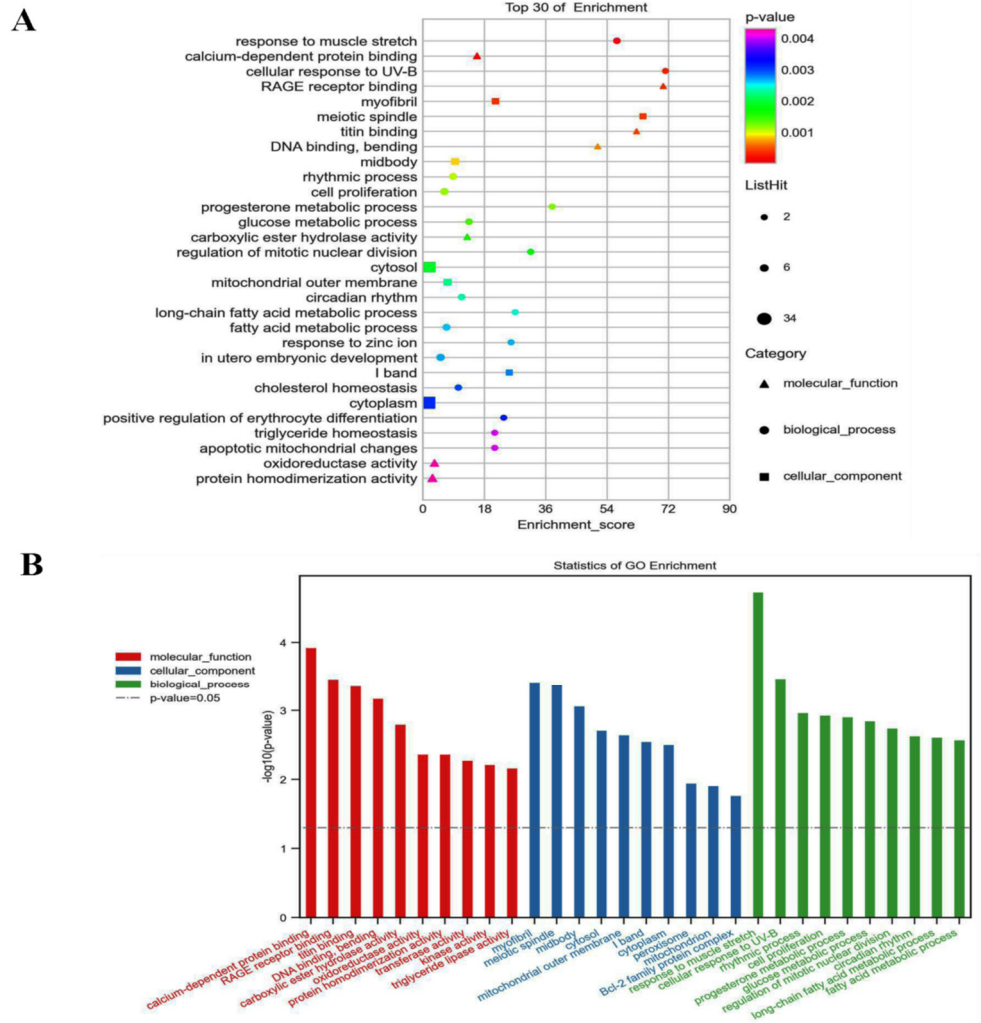 A
Top 30 of Enrichment
response to muscle stretch
calcium-dependent protein binding
cellular response to UV-B
RAGE receptor binding
myofibril
meiotic spindle
titin binding
DNA binding, bending
midbody
rhythmic process
cell proliferation
progesterone metabolic process
glucose metabolic process
carboxylic ester hydrolase activity
regulation of mitotic nuclear division
cytosol
mitochondrial outer membrane
circadian rhythm
long-chain fatty acid metabolic process
fatty acid metabolic process
response to zinc ion
in utero embryonic development
I band
cholesterol homeostasis
cytoplasm
positive regulation of erythrocyte differentiation
triglyceride homeostasis
apoptotic mitochondrial changes
oxidoreductase activity
protein homodimerization activity
0 18 36 54 72 90
Enrichment_score
p-value
0.004
0.003
0.002
0.001
ListHit
2
6
34
Category
molecular_function
biological_process
cellular_component
B
Statistics of GO Enrichment
molecular_function
cellular_component
biological_process
p-value=0.05
-log10(p-value)
4
3
2
1
0
calcium-dependent protein binding
RAGE receptor binding
titin binding
DNA binding, bending
carboxylic ester hydrolase activity
oxidoreductase activity
protein homodimerization activity
transferase activity
kinase activity
triglyceride lipase activity
myofibril
meiotic spindle
midbody
cytosol
mitochondrial outer membrane
I band
cytoplasm
peroxisome
mitochondrion
Bcl-2 family protein complex
response to muscle stretch
cellular response to UV-B
rhythmic process
cell proliferation
progesterone metabolic process
glucose metabolic process
regulation of mitotic nuclear division
circadian rhythm
long-chain fatty acid metabolic process
fatty acid metabolic process